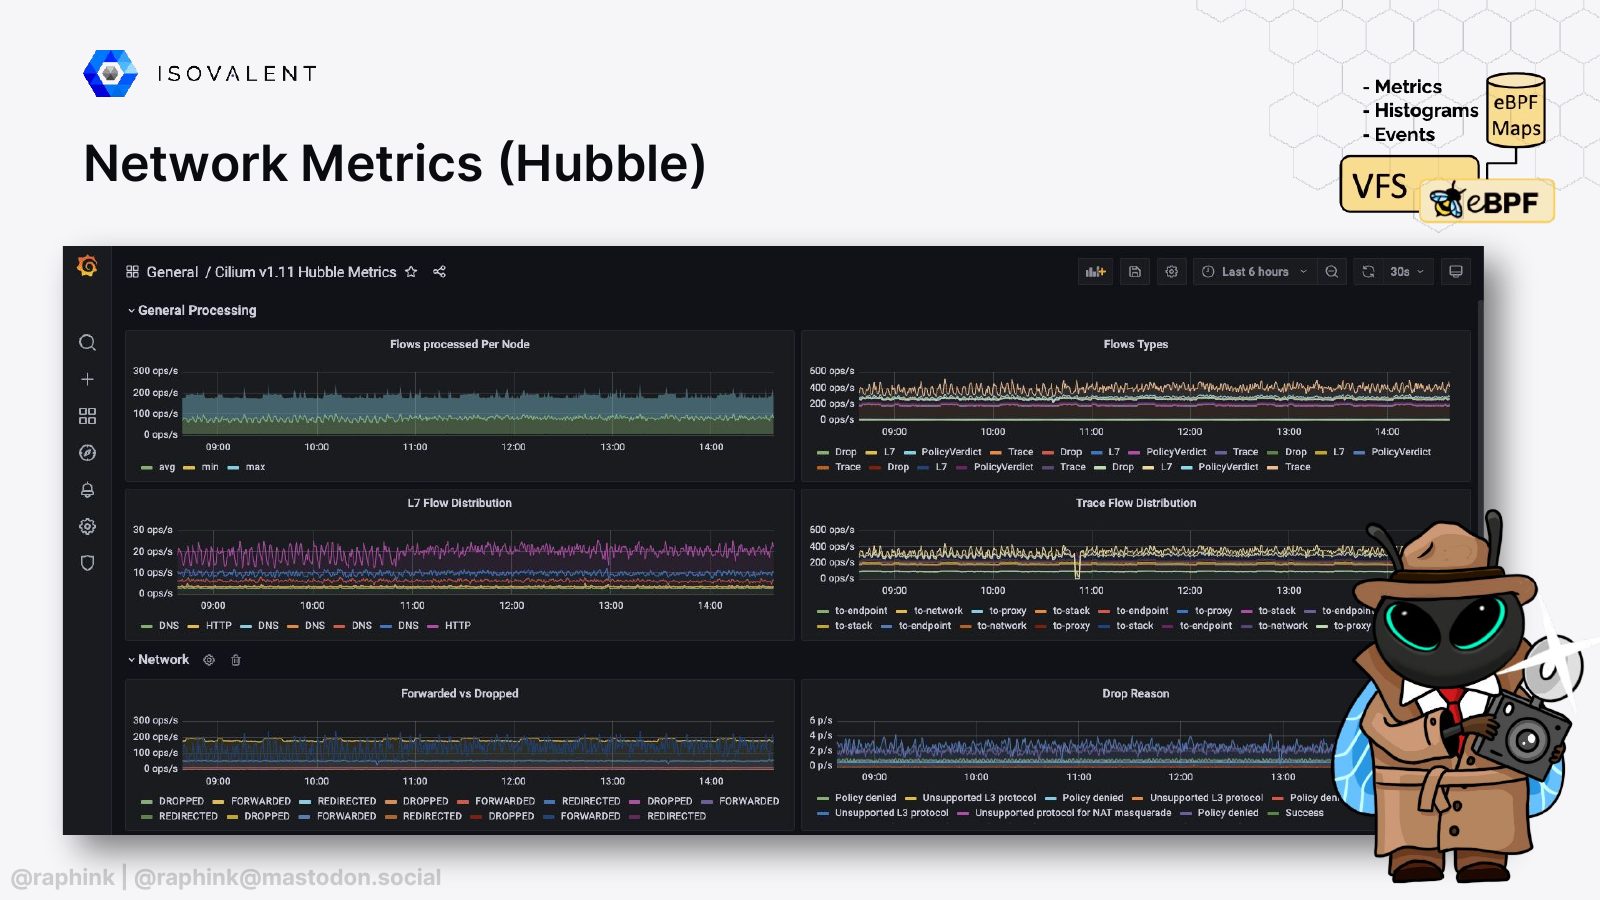 ISOVALENT
- Metrics
- Histograms
- Events
eBPF
Maps
VFS
eBPF
Network Metrics (Hubble)
General / Cilium v1.11 Hubble Metrics
Last 6 hours
30s
General Processing
Flows processed Per Node
300 ops/s
200 ops/s
100 ops/s
0 ops/s
09:00 10:00 11:00 12:00 13:00 14:00
avg min max
Flows Types
600 ops/s
400 ops/s
200 ops/s
0 ops/s
09:00 10:00 11:00 12:00 13:00 14:00
Drop L7 PolicyVerdict Trace Drop L7 PolicyVerdict Trace Drop L7 PolicyVerdict
Trace Drop L7 PolicyVerdict Trace Drop L7 PolicyVerdict Trace
L7 Flow Distribution
30 ops/s
20 ops/s
10 ops/s
0 ops/s
09:00 10:00 11:00 12:00 13:00 14:00
DNS HTTP DNS DNS DNS DNS HTTP
Trace Flow Distribution
600 ops/s
400 ops/s
200 ops/s
0 ops/s
09:00 10:00 11:00 12:00 13:00
to-endpoint to-network to-proxy to-stack to-endpoint to-proxy to-stack to-endpoint
to-stack to-endpoint to-network to-proxy to-stack to-endpoint to-network to-proxy
Network
Forwarded vs Dropped
300 ops/s
200 ops/s
100 ops/s
0 ops/s
09:00 10:00 11:00 12:00 13:00 14:00
DROPPED FORWARDED REDIRECTED DROPPED FORWARDED REDIRECTED DROPPED FORWARDED
REDIRECTED DROPPED FORWARDED REDIRECTED DROPPED FORWARDED REDIRECTED
Drop Reason
6 p/s
4 p/s
2 p/s
0 p/s
09:00 10:00 11:00 12:00 13:00
Policy denied Unsupported L3 protocol Policy denied Unsupported L3 protocol Policy
Unsupported L3 protocol Unsupported protocol for NAT masquerade Policy denied Success
@raphink | @raphink@mastodon.social